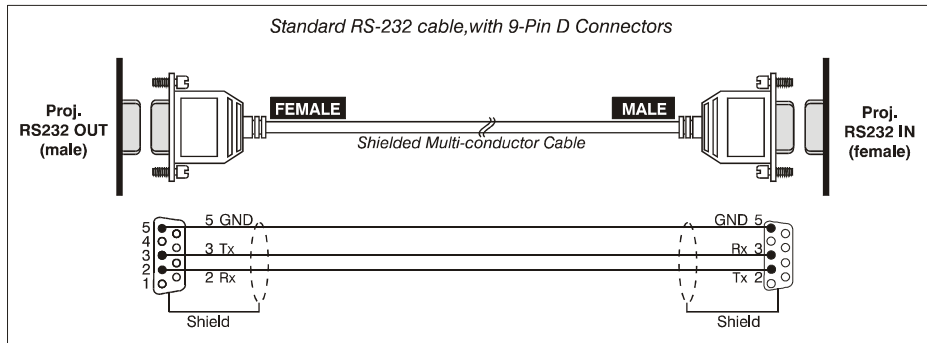 Standard RS-232 cable,with 9-Pin D Connectors
Proj.
RS232 OUT
(male)
FEMALE
MALE
Shielded Multi-conductor Cable
Proj.
RS232 IN
(female)
5 GND
GND 5
5
4
3 Tx
Rx 3
3
2
2 Rx
Tx 2
1
Shield
Shield